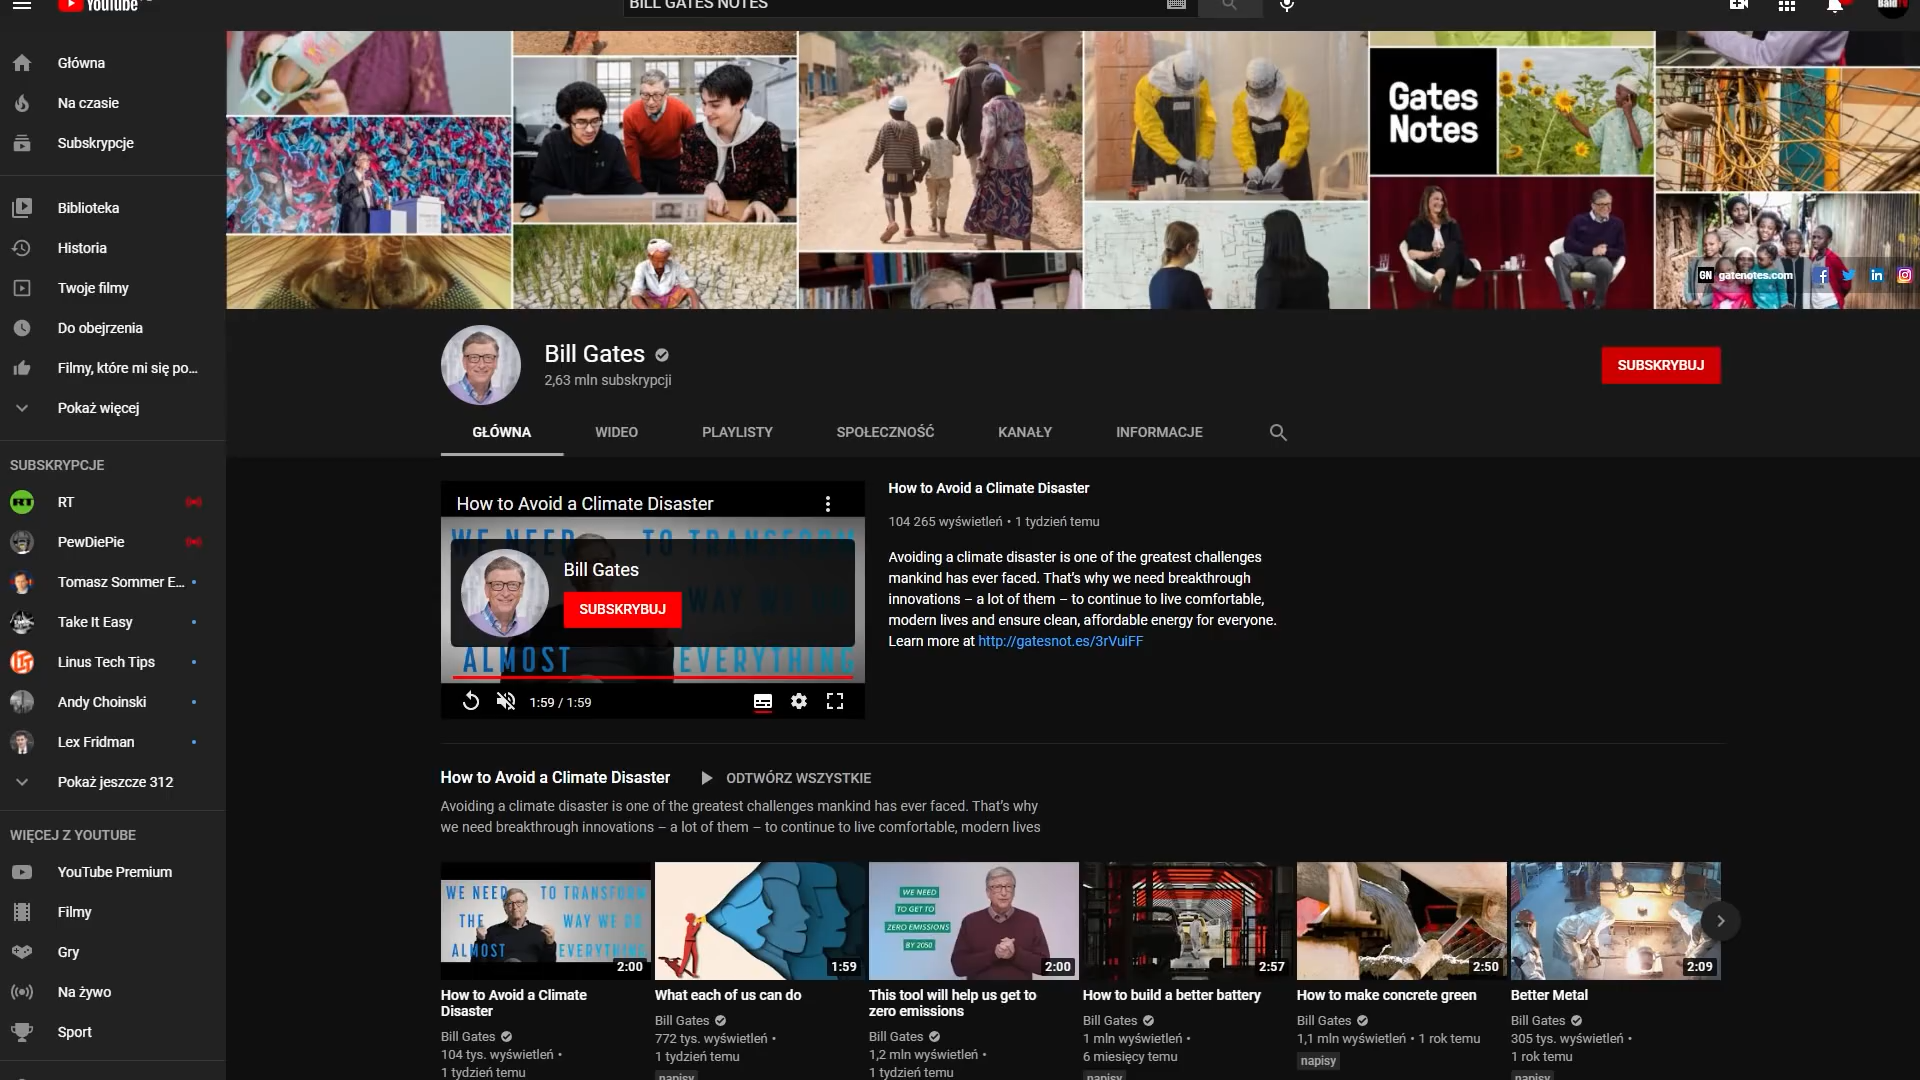 YouTube
BILL GATES NOTES
Główna
Na czasie
Subskrypcje
Biblioteka
Historia
Twoje filmy
Do obejrzenia
Filmy, które mi się po...
Pokaż więcej
SUBSKRYPCJE
RT
PewDiePie
Tomasz Sommer E...
Take It Easy
Linus Tech Tips
Andy Choinski
Lex Fridman
Pokaż jeszcze 312
WIĘCEJ Z YOUTUBE
YouTube Premium
Filmy
Gry
Na żywo
Sport
Gates
Notes
GN gatenotes.com
Bill Gates
2,63 mln subskrypcji
SUBSKRYBUJ
GŁÓWNA WIDEO PLAYLISTY SPOŁECZNOŚĆ KANAŁY INFORMACJE
How to Avoid a Climate Disaster
WE NEED TO TRANSFORM
Bill Gates
SUBSKRYBUJ
WAY WE DO
ALMOST EVERYTHING
1:59 / 1:59
How to Avoid a Climate Disaster
104 265 wyświetleń • 1 tydzień temu
Avoiding a climate disaster is one of the greatest challenges
mankind has ever faced. That's why we need breakthrough
innovations – a lot of them – to continue to live comfortable,
modern lives and ensure clean, affordable energy for everyone.
Learn more at http://gatesnot.es/3rVuiFF
How to Avoid a Climate Disaster ODTWÓRZ WSZYSTKIE
Avoiding a climate disaster is one of the greatest challenges mankind has ever faced. That's why
we need breakthrough innovations – a lot of them – to continue to live comfortable, modern lives
WE NEED TO TRANSFORM
THE WAY WE DO
ALMOST EVERYTHING
2:00
How to Avoid a Climate
Disaster
Bill Gates
104 tys. wyświetleń •
1 tydzień temu
1:59
What each of us can do
Bill Gates
772 tys. wyświetleń •
1 tydzień temu
napisy
WE NEED
TO GET TO
ZERO EMISSIONS
BY 2050
2:00
This tool will help us get to
zero emissions
Bill Gates
1,2 mln wyświetleń •
1 tydzień temu
2:57
How to build a better battery
Bill Gates
1 mln wyświetleń •
6 miesięcy temu
napisy
2:50
How to make concrete green
Bill Gates
1,1 mln wyświetleń • 1 rok temu
napisy
2:09
Better Metal
Bill Gates
305 tys. wyświetleń •
1 rok temu
napisy